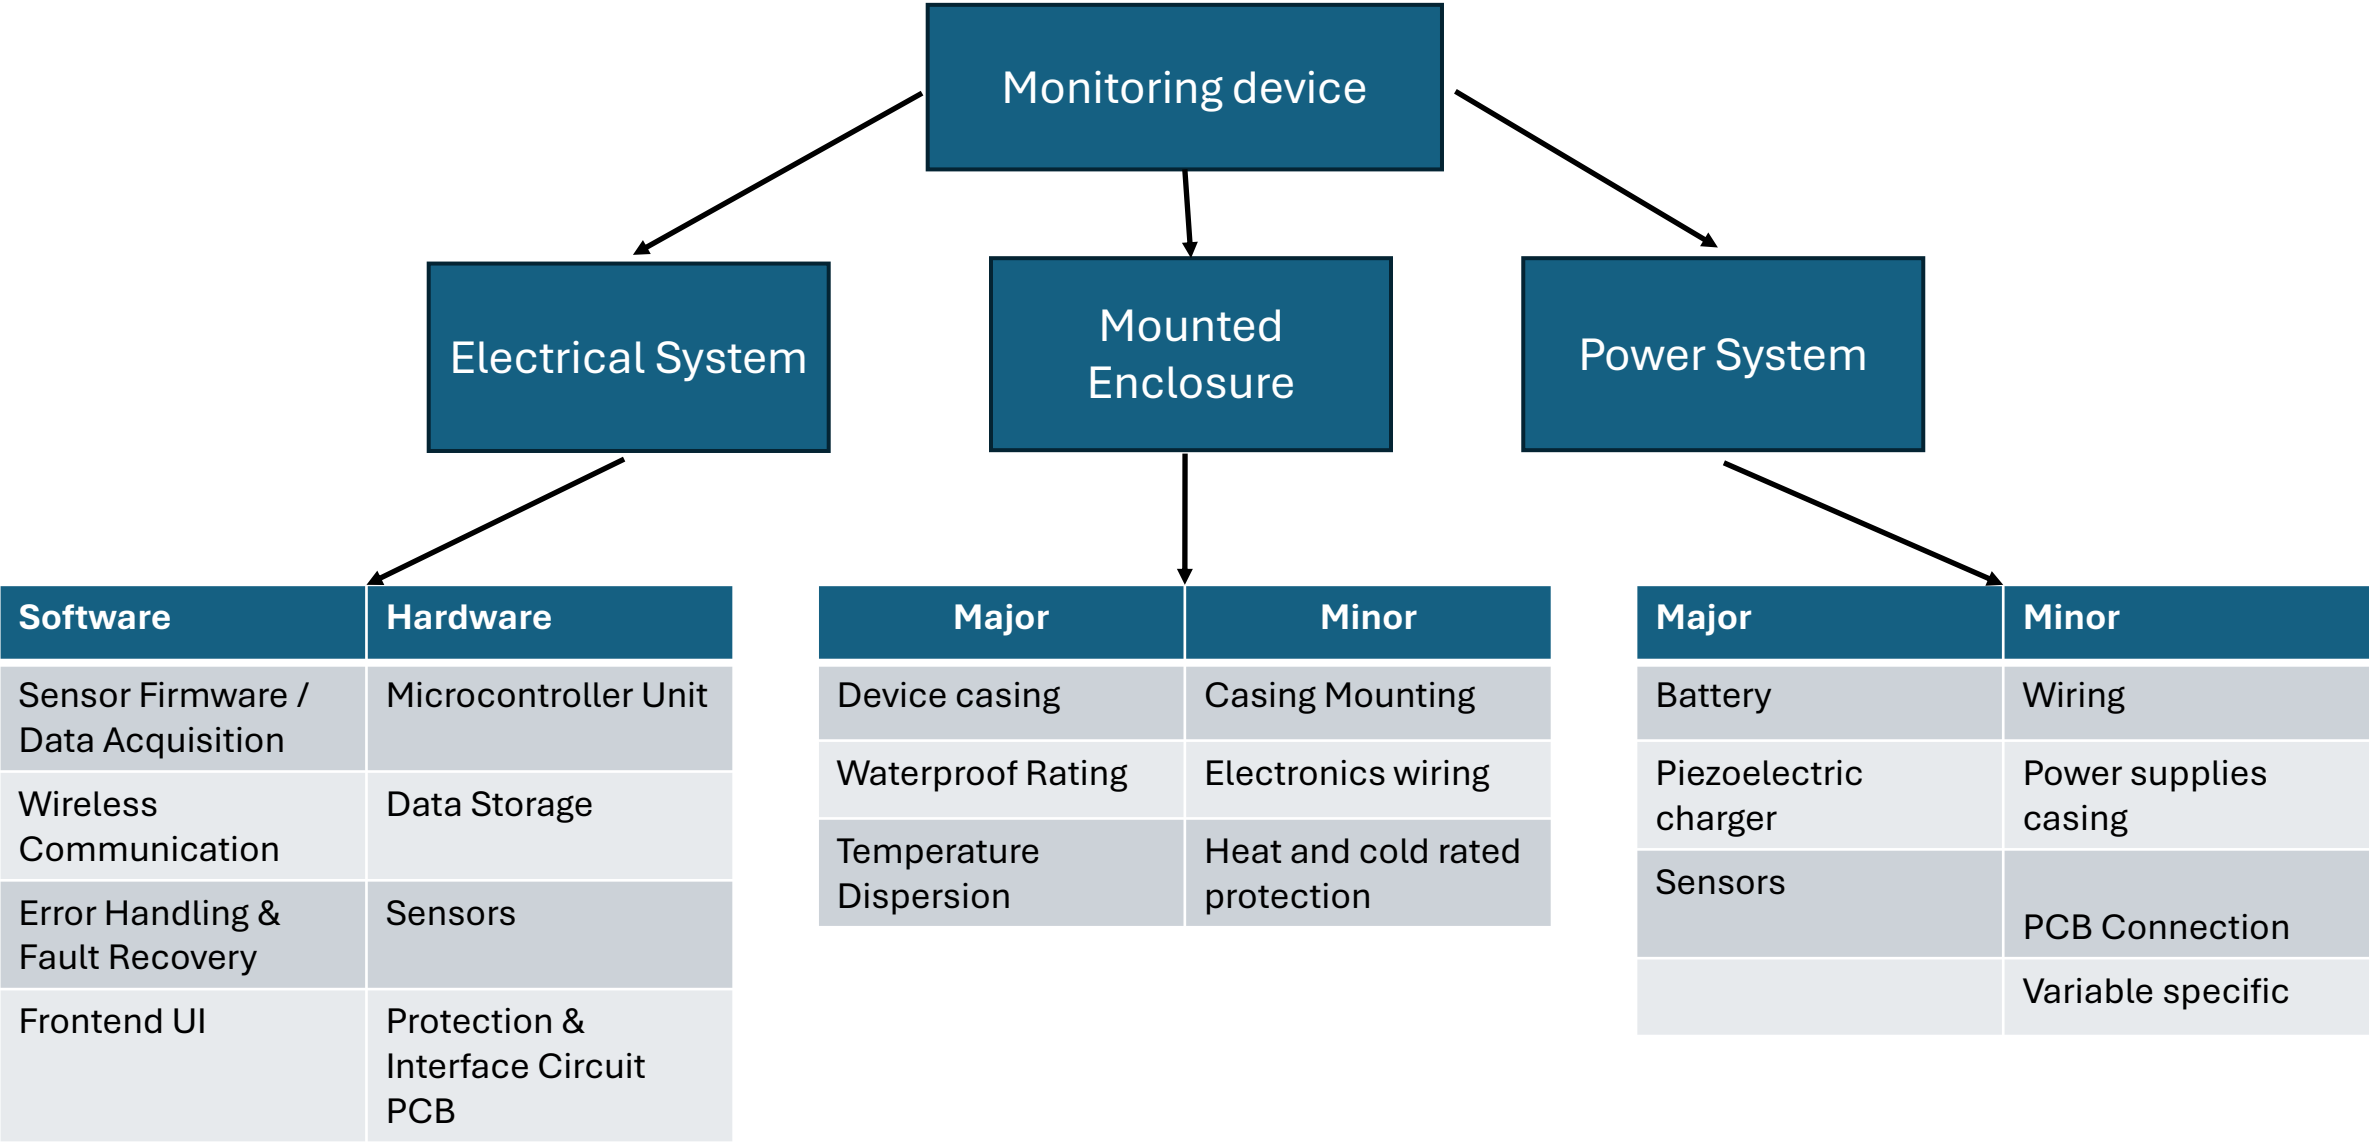 Monitoring device
Electrical System
Mounted
Enclosure
Power System
Software
Hardware
Sensor Firmware /
Data Acquisition
Microcontroller Unit
Wireless
Communication
Data Storage
Error Handling &
Fault Recovery
Sensors
Frontend UI
Protection &
Interface Circuit
PCB
Major
Minor
Device casing
Casing Mounting
Waterproof Rating
Electronics wiring
Temperature
Dispersion
Heat and cold rated
protection
Major
Minor
Battery
Wiring
Piezoelectric
charger
Power supplies
casing
Sensors
PCB Connection
Variable specific